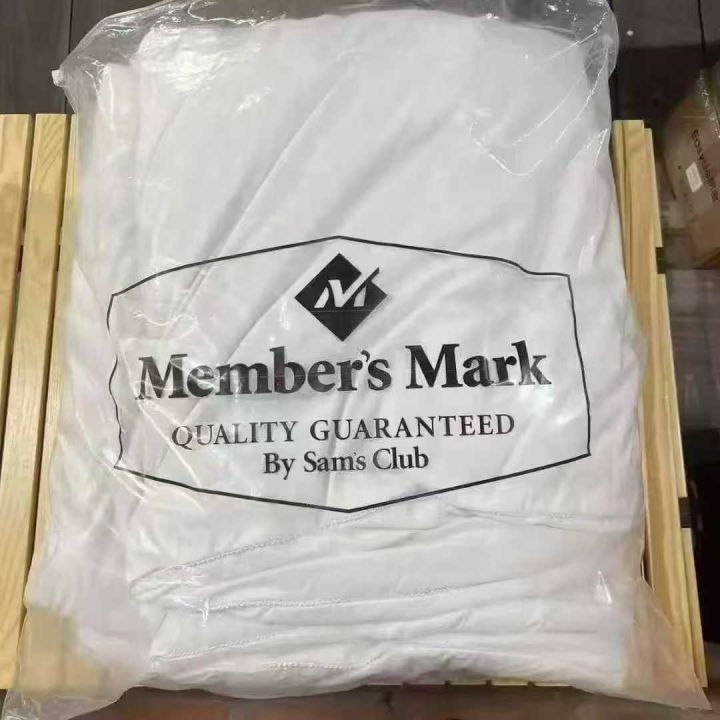 M
Member's Mark
QUALITY GUARANTEED
By Sam's Club